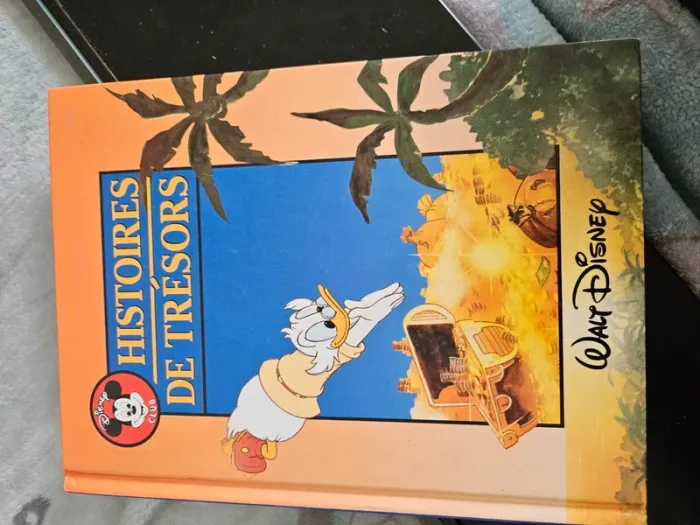 Disney
CLUB
HISTOIRES
DE TRÉSORS
WALT DISNEY